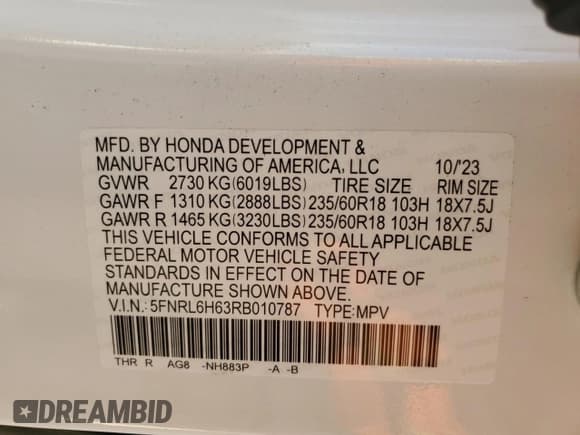 MFD. BY HONDA DEVELOPMENT &
MANUFACTURING OF AMERICA, LLC 10/'23
GVWR 2730 KG(6019LBS) TIRE SIZE RIM SIZE
GAWR F 1310 KG(2888LBS) 235/60R18 103H 18X7.5J
GAWR R 1465 KG(3230LBS) 235/60R18 103H 18X7.5J
THIS VEHICLE CONFORMS TO ALL APPLICABLE
FEDERAL MOTOR VEHICLE SAFETY
STANDARDS IN EFFECT ON THE DATE OF
MANUFACTURE SHOWN ABOVE.
V.I.N.: 5FNRL6H63RB010787 TYPE:MPV
THR R AG8 -NH883P -A -B
DREAMBID